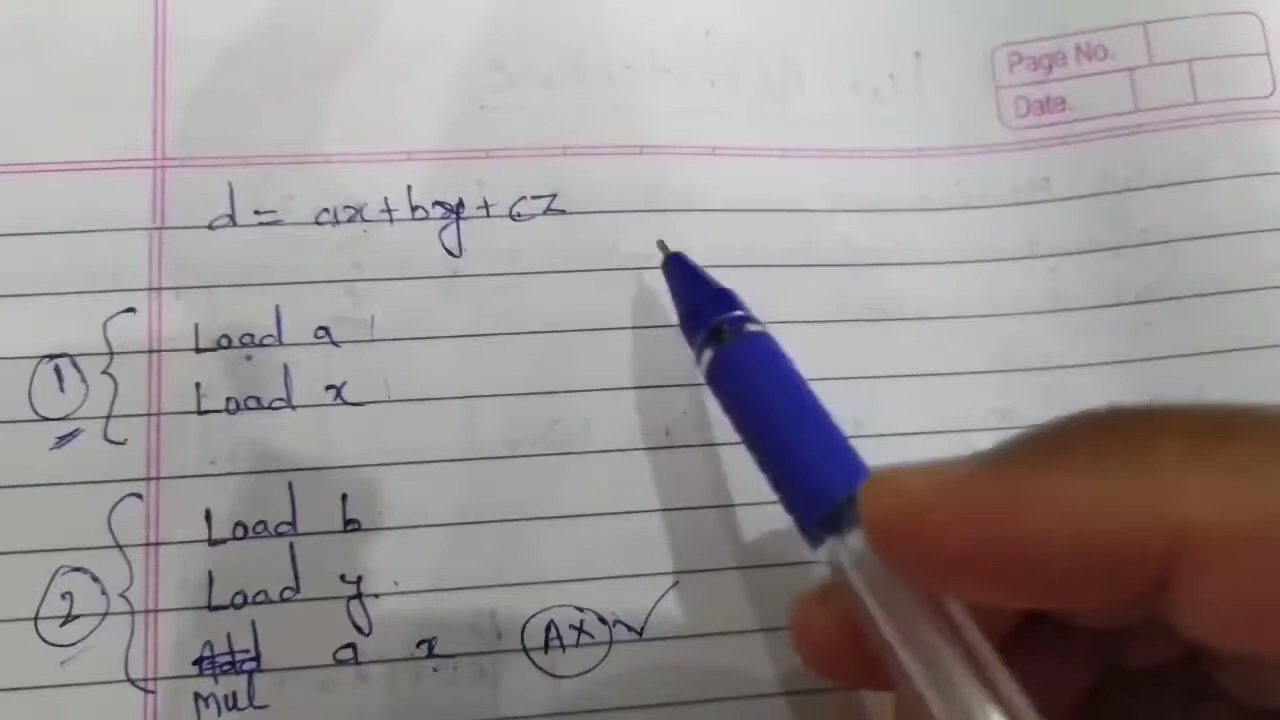 Page No.
Date.
d = ax + by + cz
1
Load a
Load x
2
Load b
Load y
Add a x AX ✓
Mul